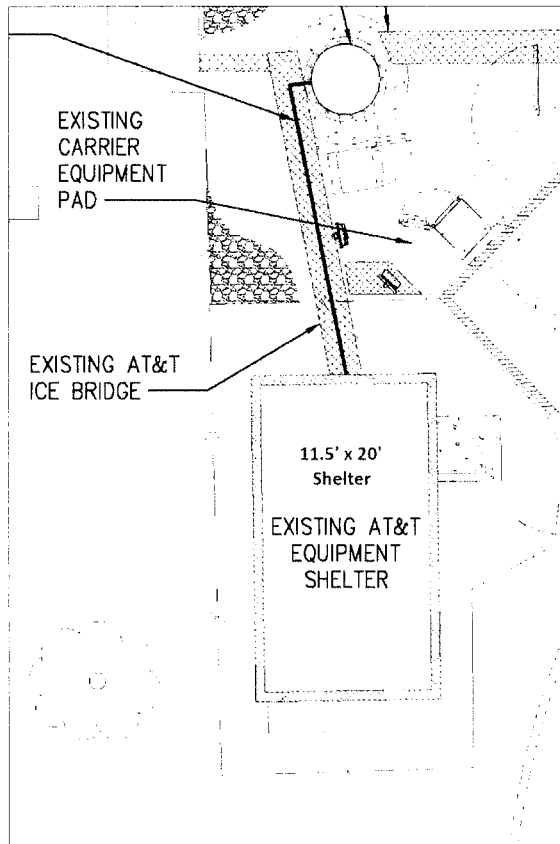 EXISTING
CARRIER
EQUIPMENT
PAD
EXISTING AT&T
ICE BRIDGE
11.5' x 20'
Shelter
EXISTING AT&T
EQUIPMENT
SHELTER